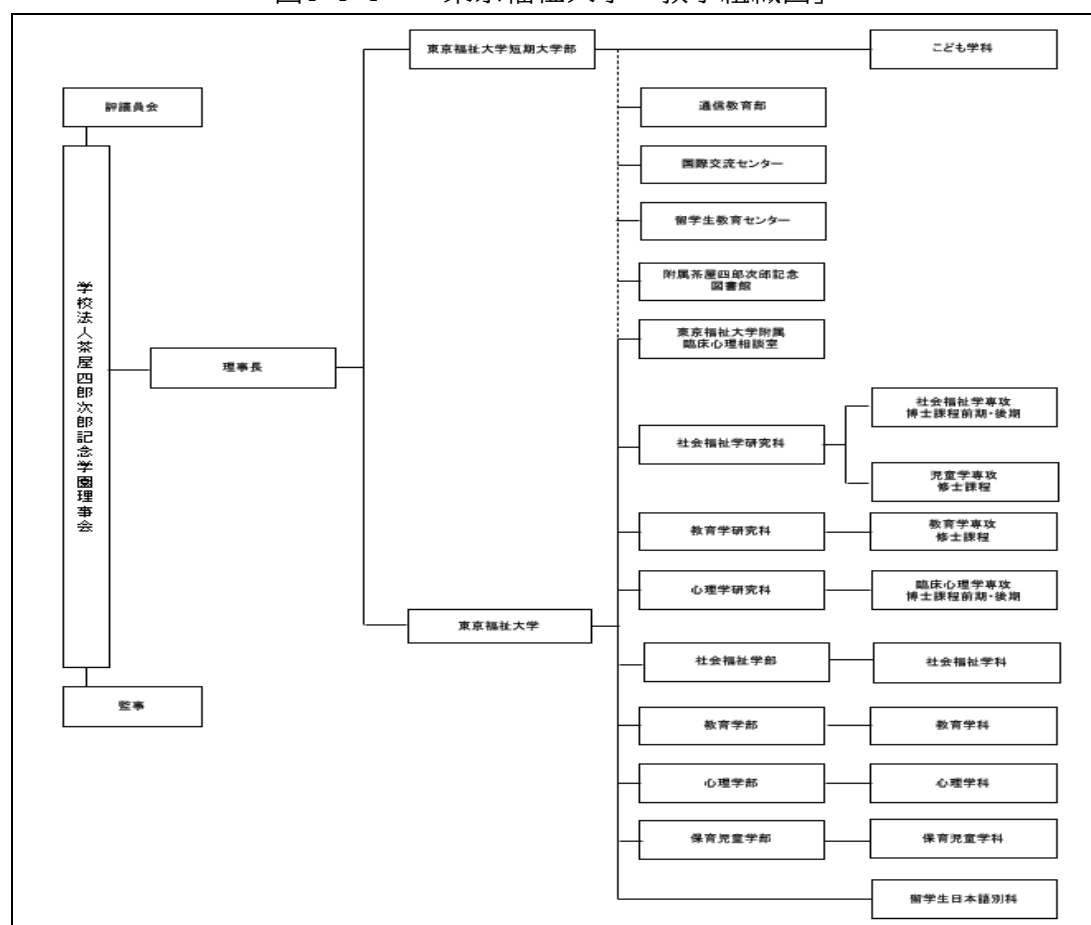 東京福祉大学短期大学部
こども学科
評議員会
通信教育部
国際交流センター
留学生教育センター
附属茶屋四郎次郎記念
図書館
東京福祉大学附属
臨床心理相談室
学校法人茶屋四郎次郎記念学園理事会
理事長
社会福祉学研究科
社会福祉学専攻
博士課程前期・後期
児童学専攻
修士課程
教育学研究科
教育学専攻
修士課程
心理学研究科
臨床心理学専攻
博士課程前期・後期
東京福祉大学
社会福祉学部
社会福祉学科
監事
教育学部
教育学科
心理学部
心理学科
保育児童学部
保育児童学科
留学生日本語別科